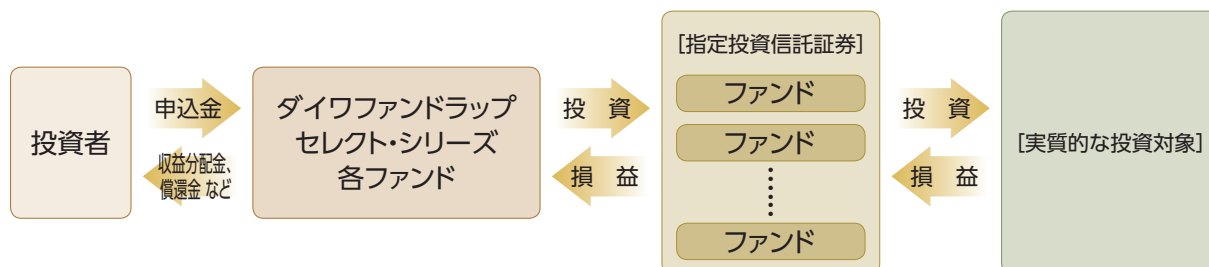 投資者
申込金
収益分配金、
償還金 など
ダイワファンドラップ
セレクト・シリーズ
各ファンド
投 資
損 益
[指定投資信託証券]
ファンド
ファンド
ファンド
投 資
損 益
[実質的な投資対象]